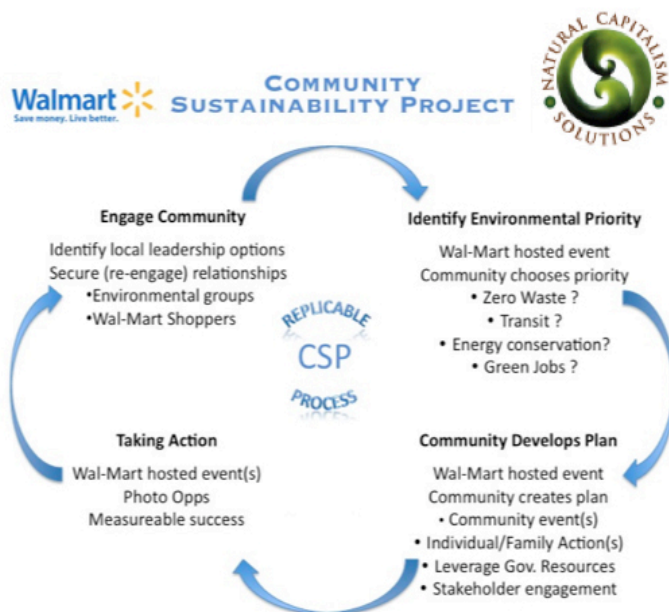 COMMUNITY
SUSTAINABILITY PROJECT
Walmart
Save money. Live better.
NATURAL CAPITALISM
SOLUTIONS
Engage Community
Identify local leadership options
Secure (re-engage) relationships
•Environmental groups
•Wal-Mart Shoppers
Identify Environmental Priority
Wal-Mart hosted event
Community chooses priority
• Zero Waste ?
• Transit ?
• Energy conservation?
• Green Jobs ?
REPLICABLE
CSP
PROCESS
Taking Action
Wal-Mart hosted event(s)
Photo Opps
Measureable success
Community Develops Plan
Wal-Mart hosted event
Community creates plan
• Community event(s)
• Individual/Family Action(s)
• Leverage Gov. Resources
• Stakeholder engagement